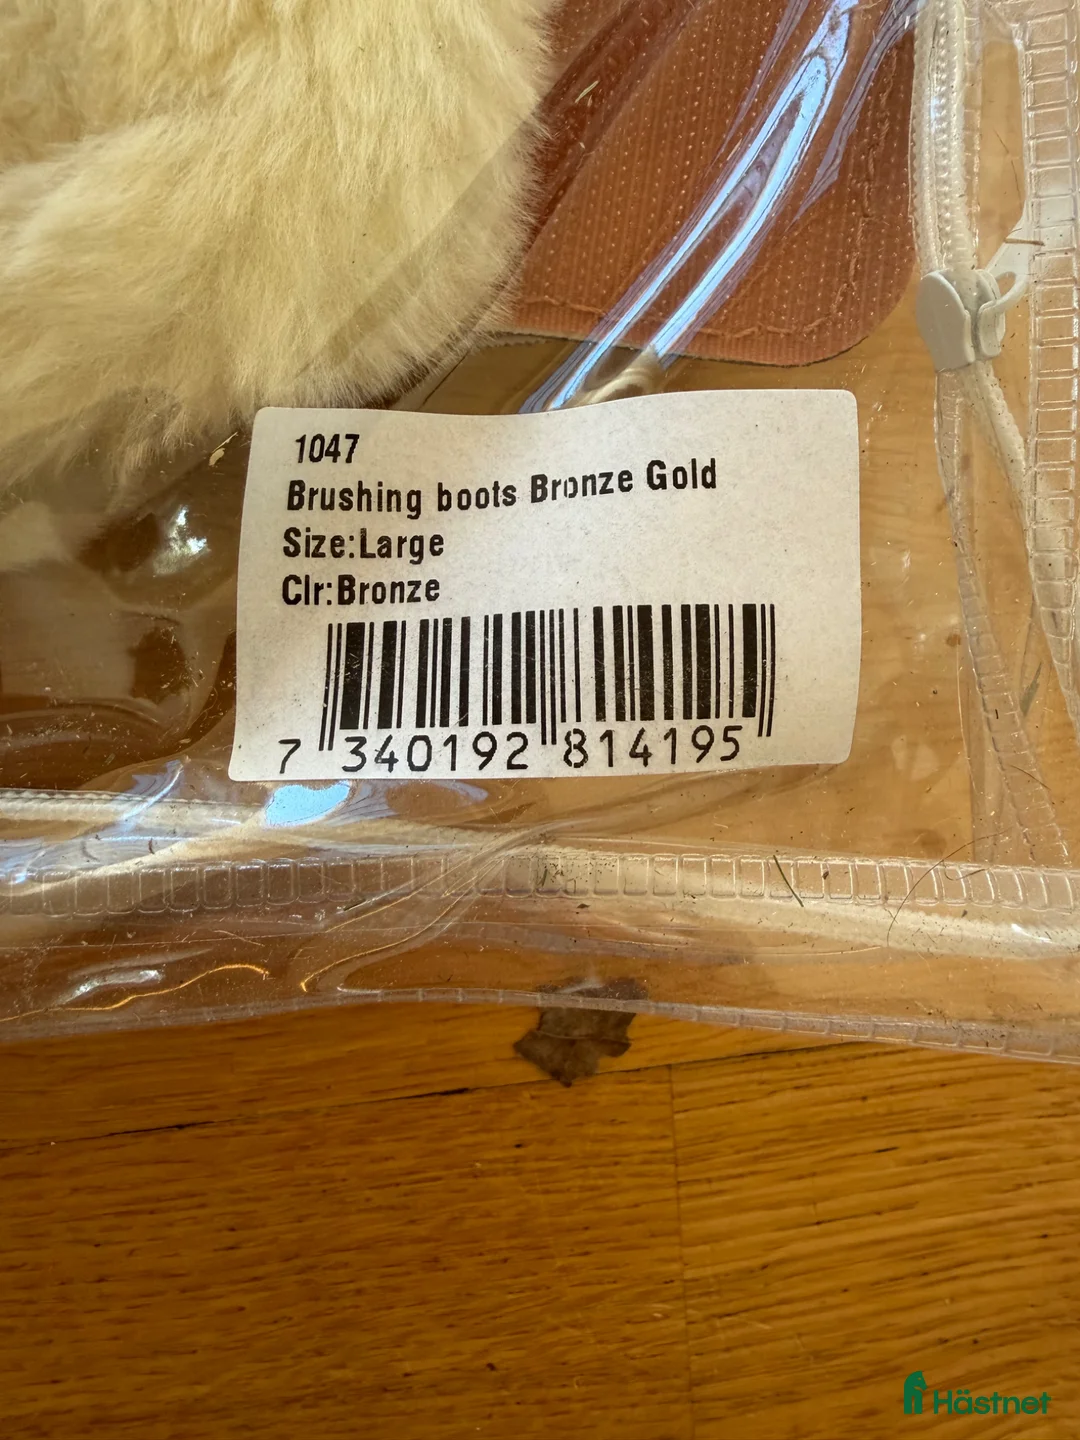 1047
Brushing boots Bronze Gold
Size:Large
Clr:Bronze
7 340192 814195
Hästnet